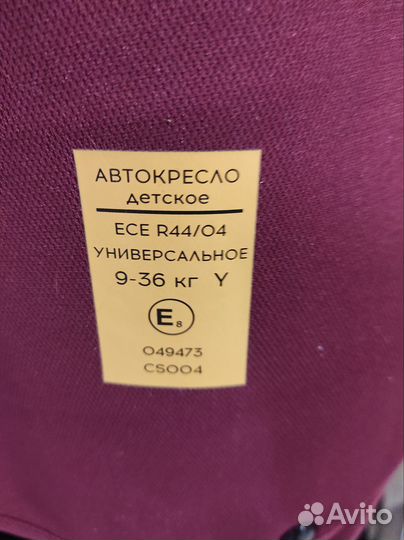 АВТОКРЕСЛО
детское
ECE R44/04
УНИВЕРСАЛЬНОЕ
9-36 кг Y
E8
049473
CS004
Avito